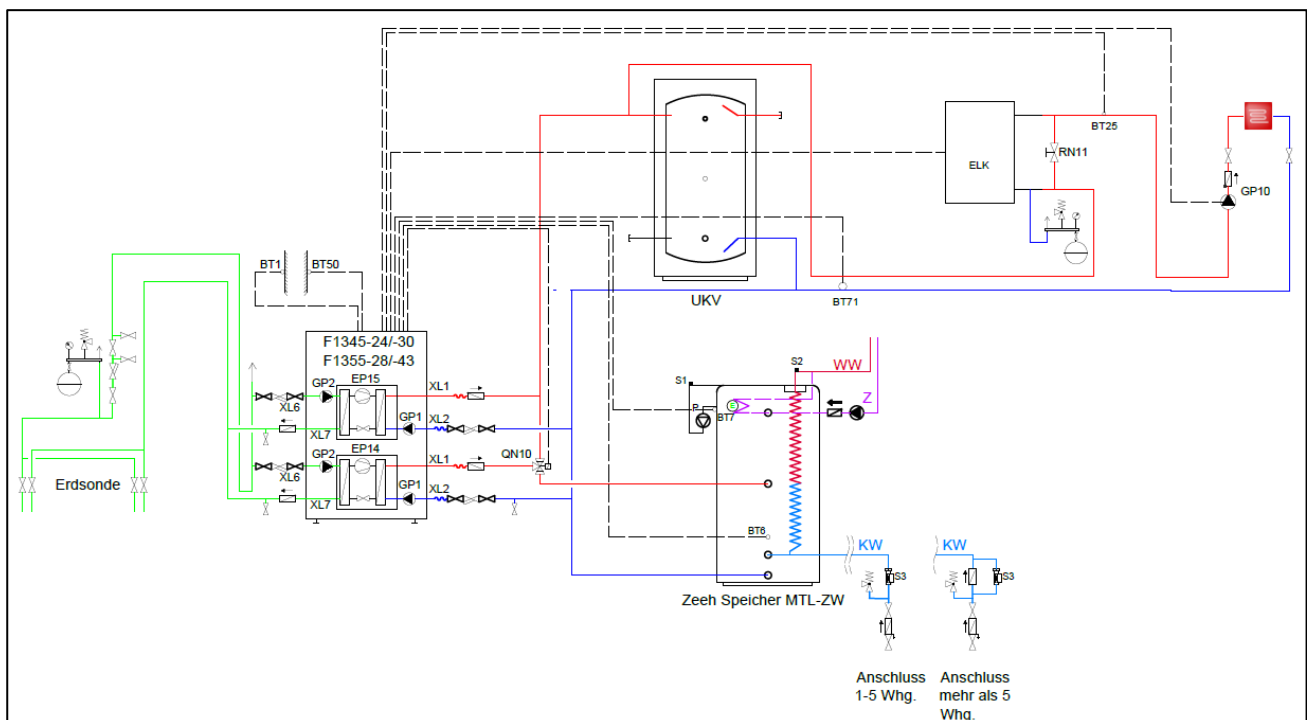 BT25
ELK
RN11
GP10
BT1
BT50
UKV
BT71
F1345-24/-30
F1355-28/-43
GP2
EP15
XL1
XL6
XL7
GP1
XL2
GP2
EP14
XL1
QN10
XL6
XL7
GP1
XL2
Erdsonde
S1
S2
WW
P
BT7
E
Z
BT6
KW
S3
KW
S3
Zeeh Speicher MTL-ZW
Anschluss
1-5 Whg.
Anschluss
mehr als 5
Whg.